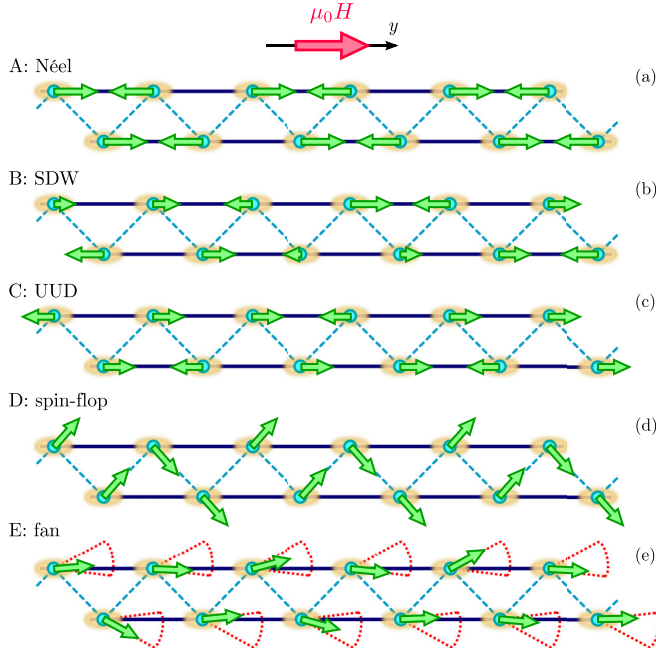 μ₀H
y
A: Néel
(a)
B: SDW
(b)
C: UUD
(c)
D: spin-flop
(d)
E: fan
(e)